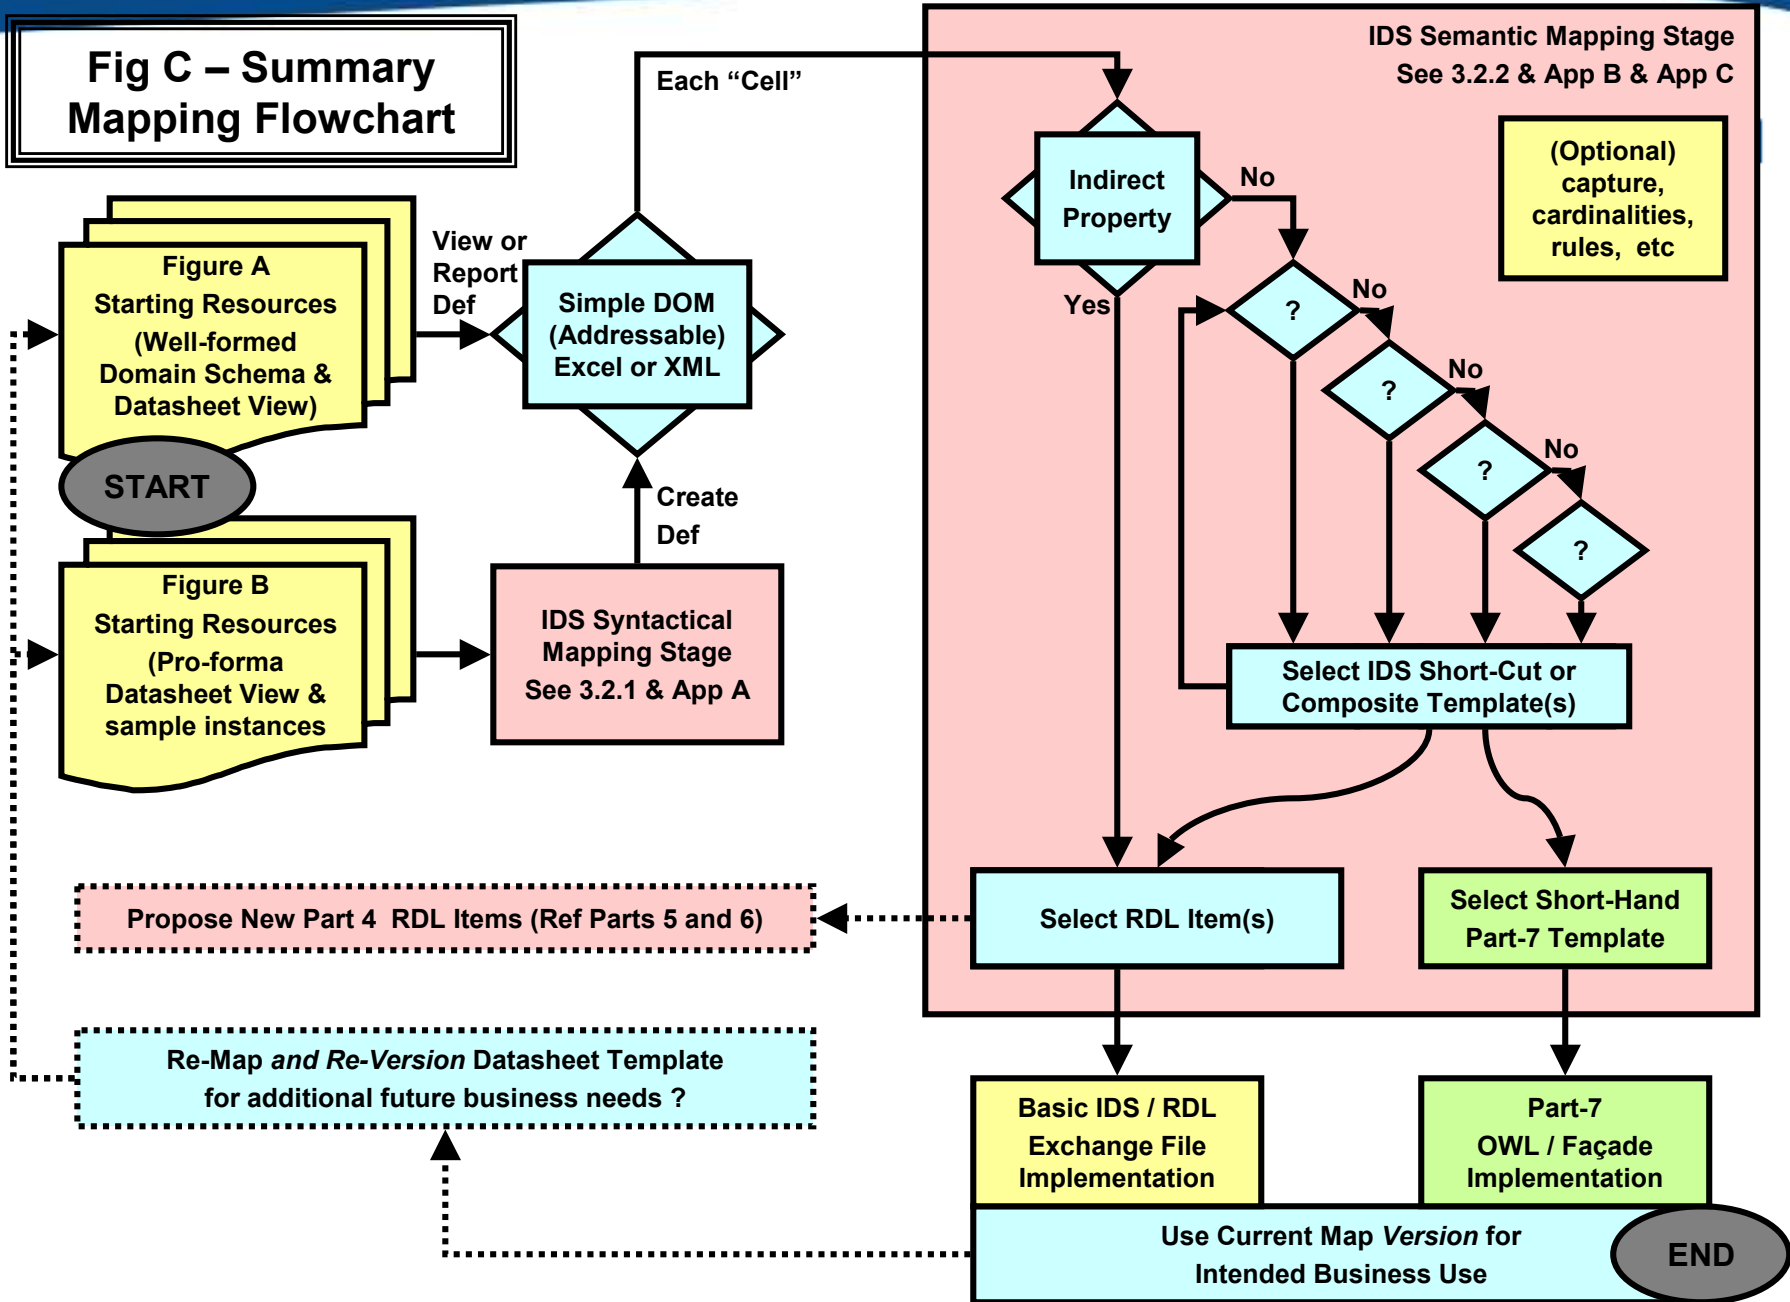 Fig C – Summary
Mapping Flowchart
Each “Cell”
IDS Semantic Mapping Stage
See 3.2.2 & App B & App C
(Optional)
capture,
cardinalities,
rules, etc
Indirect
Property
No
Yes
?
No
?
No
?
No
?
Figure A
Starting Resources
(Well-formed
Domain Schema &
Datasheet View)
View or
Report
Def
Simple DOM
(Addressable)
Excel or XML
START
Create
Def
Figure B
Starting Resources
(Pro-forma
Datasheet View &
sample instances
IDS Syntactical
Mapping Stage
See 3.2.1 & App A
Select IDS Short-Cut or
Composite Template(s)
Propose New Part 4 RDL Items (Ref Parts 5 and 6)
Select RDL Item(s)
Select Short-Hand
Part-7 Template
Re-Map and Re-Version Datasheet Template
for additional future business needs ?
Basic IDS / RDL
Exchange File
Implementation
Part-7
OWL / Façade
Implementation
Use Current Map Version for
Intended Business Use
END